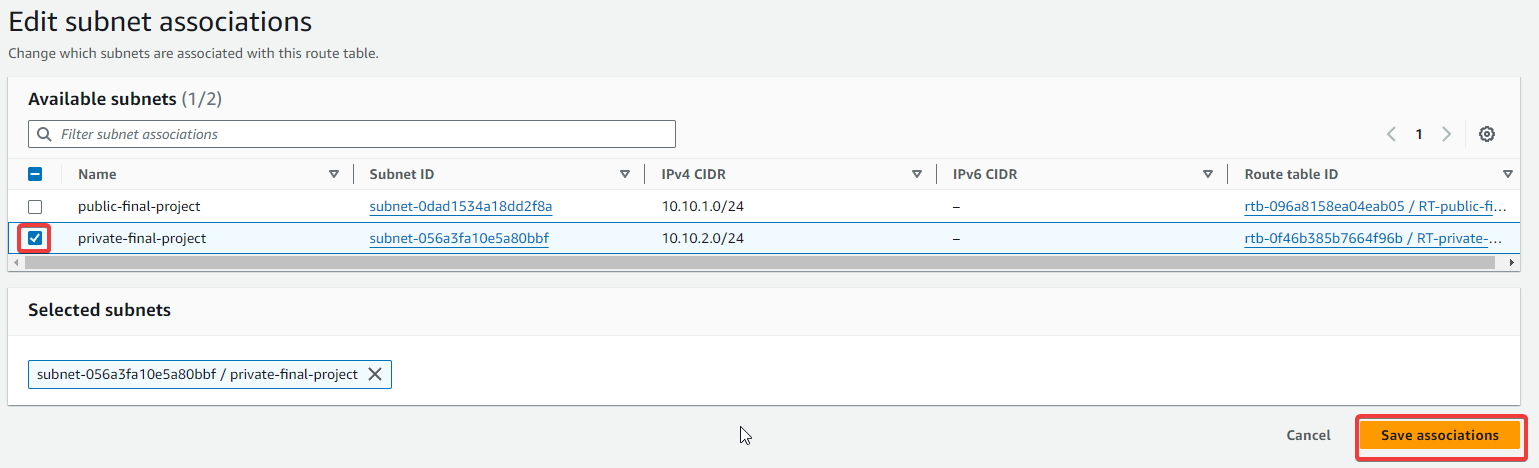 Edit subnet associations
Change which subnets are associated with this route table.
Available subnets (1/2)
Filter subnet associations
1
Name Subnet ID IPv4 CIDR IPv6 CIDR Route table ID
public-final-project subnet-0dad1534a18dd2f8a 10.10.1.0/24 – rtb-096a8158ea04eab05 / RT-public-fi...
private-final-project subnet-056a3fa10e5a80bbf 10.10.2.0/24 – rtb-0f46b385b7664f96b / RT-private-...
Selected subnets
subnet-056a3fa10e5a80bbf / private-final-project
Cancel Save associations